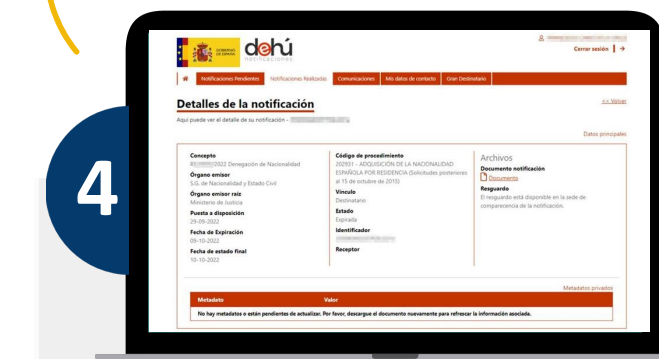 4
GOBIERNO
DE ESPAÑA
dehú
notificaciones
Cerrar sesión
Notificaciones Pendientes
Notificaciones Realizadas
Comunicaciones
Mis datos de contacto
Gran Destinatario
Detalles de la notificación
<< Volver
Aquí puede ver el detalle de su notificación -
Datos principales
Concepto
/2022 Denegación de Nacionalidad
Órgano emisor
S.G. de Nacionalidad y Estado Civil
Órgano emisor raíz
Ministerio de Justicia
Puesta a disposición
29-09-2022
Fecha de Expiración
09-10-2022
Fecha de estado final
10-10-2022
Código de procedimiento
202931 - ADQUISICIÓN DE LA NACIONALIDAD
ESPAÑOLA POR RESIDENCIA (Solicitudes posteriores
al 15 de octubre de 2015)
Vínculo
Destinatario
Estado
Expirada
Identificador
Receptor
Archivos
Documento notificación
Documento
Resguardo
El resguardo está disponible en la sede de
comparecencia de la notificación.
Metadatos privados
Metadato
Valor
No hay metadatos o están pendientes de actualizar. Por favor, descargue el documento nuevamente para refrescar la información asociada.